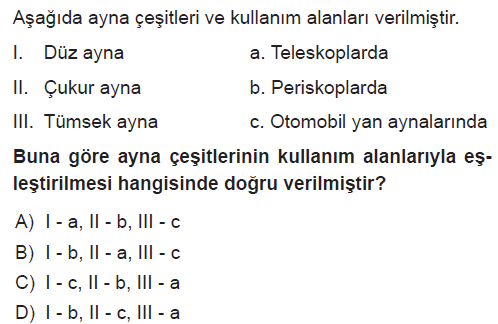 Aşağıda ayna çeşitleri ve kullanım alanları verilmiştir.
I. Düz ayna a. Teleskoplarda
II. Çukur ayna b. Periskoplarda
III. Tümsek ayna c. Otomobil yan aynalarında
Buna göre ayna çeşitlerinin kullanım alanlarıyla eş-
leştirilmesi hangisinde doğru verilmiştir?
A) I - a, II - b, III - c
B) I - b, II - a, III - c
C) I - c, II - b, III - a
D) I - b, II - c, III - a